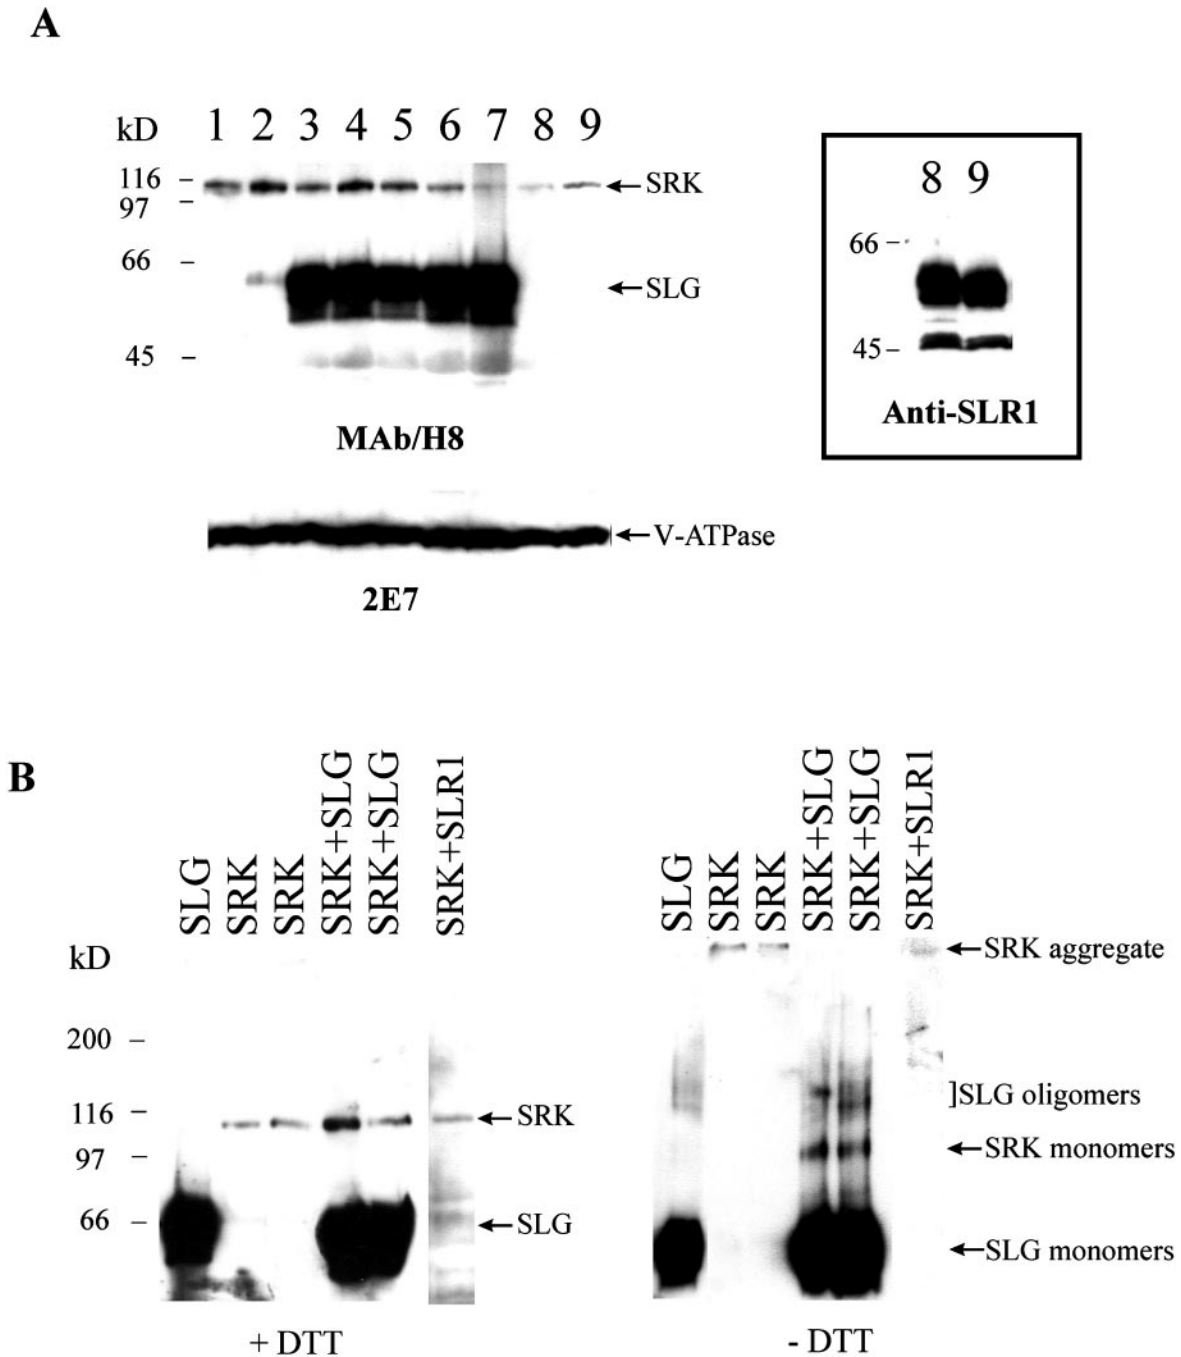 A
kD 1 2 3 4 5 6 7 8 9
116 –
97 –
66 –
45 –
←SRK
←SLG
MAb/H8
←V-ATPase
2E7
8 9
66 –
45 –
Anti-SLR1
B
SLG
SRK
SRK
SRK+SLG
SRK+SLG
SRK+SLR1
kD
200 –
116 –
97 –
66 –
←SRK
←SLG
+ DTT
SLG
SRK
SRK
SRK+SLG
SRK+SLG
SRK+SLR1
←SRK aggregate
]SLG oligomers
←SRK monomers
←SLG monomers
- DTT